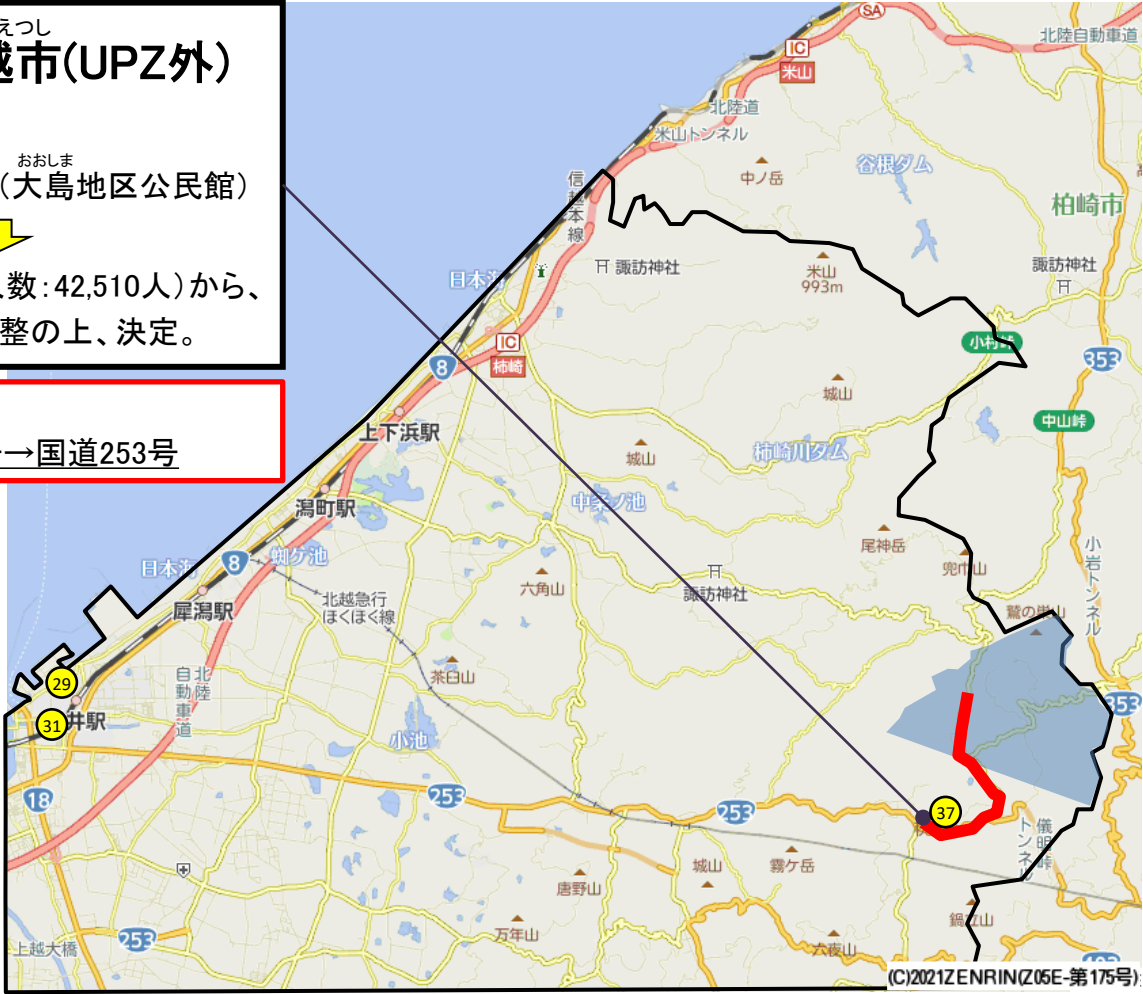 えつし
越市(UPZ外)
おおしま
(大島地区公民館)
人数:42,510人)から、
整の上、決定。
→国道253号
SA
北陸自動車道
IC
米山
北陸道
米山トンネル
中ノ岳
谷根ダム
柏崎市
信越本線
諏訪神社
米山
993m
諏訪神社
日本海
小村峠
353
IC
柿崎
8
城山
中山峠
上下浜駅
城山
柿崎川ダム
潟町駅
中条ノ池
尾神岳
小岩トンネル
兜巾山
日本海
8
蜘ケ池
六角山
諏訪神社
鷲の巣山
犀潟駅
北越急行
ほくほく線
茶臼山
29
北陸自動車道
353
31
井駅
小池
18
253
253
37
儀明峠トンネル
城山
霧ケ岳
唐野山
鍋立山
253
万年山
六夜山
上越大橋
(C)2021ZENRIN(Z05E-第175号)